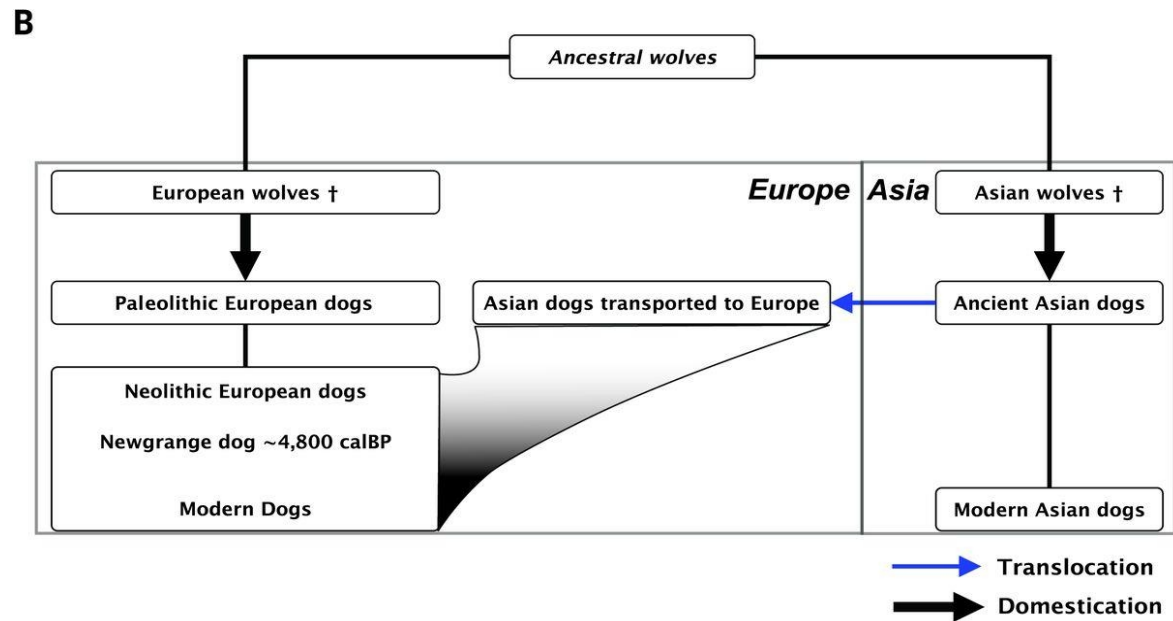 B
Ancestral wolves
European wolves †
Europe
Asia
Asian wolves †
Paleolithic European dogs
Asian dogs transported to Europe
Ancient Asian dogs
Neolithic European dogs
Newgrange dog ~4,800 calBP
Modern Dogs
Modern Asian dogs
Translocation
Domestication